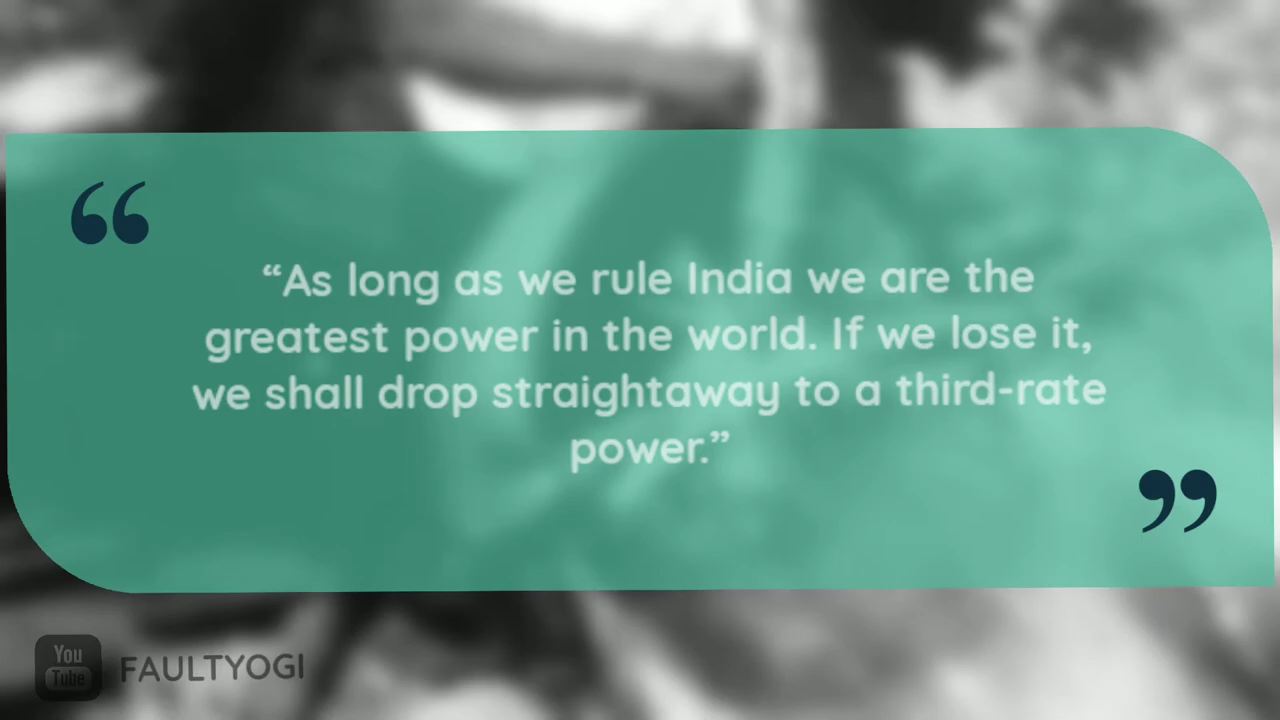 “As long as we rule India we are the
greatest power in the world. If we lose it,
we shall drop straightaway to a third-rate
power.”
You
Tube
FAULTYOGI